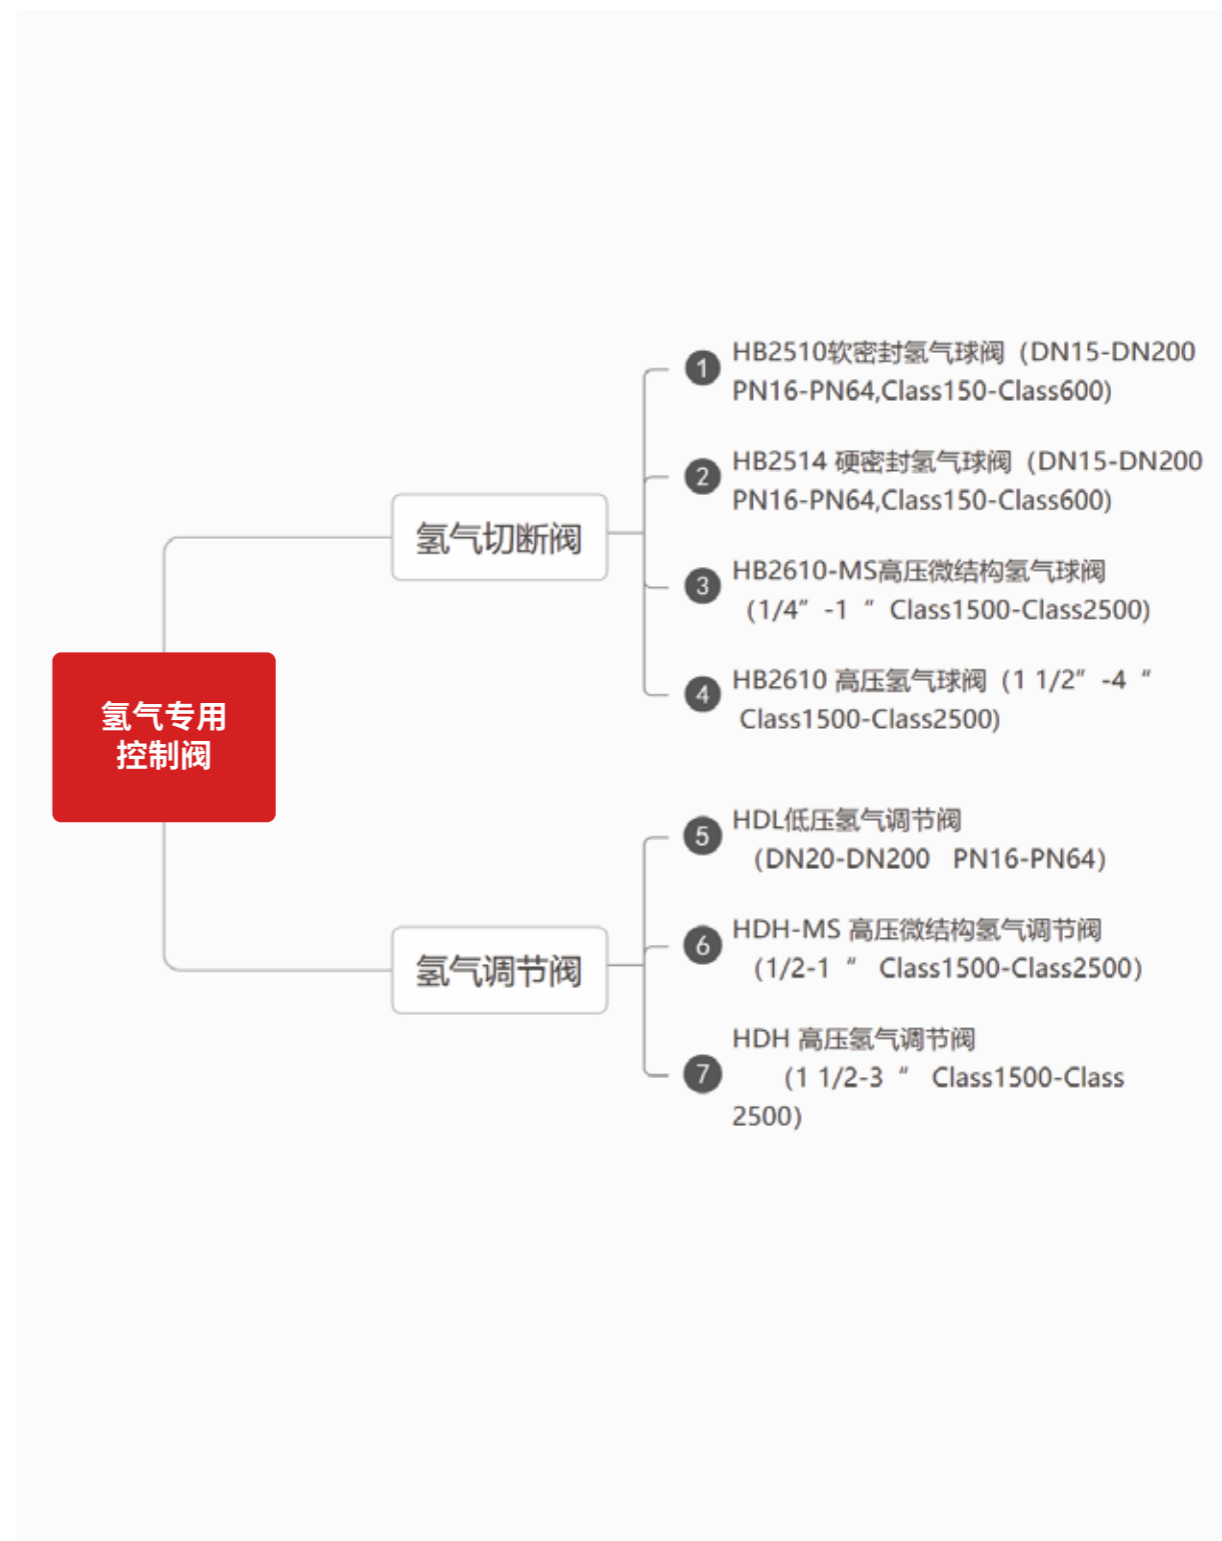 氢气专用
控制阀
氢气切断阀
1
HB2510软密封氢气球阀（DN15-DN200
PN16-PN64,Class150-Class600)
2
HB2514 硬密封氢气球阀（DN15-DN200
PN16-PN64,Class150-Class600)
3
HB2610-MS高压微结构氢气球阀
（1/4”-1 “ Class1500-Class2500)
4
HB2610 高压氢气球阀（1 1/2”-4 “
Class1500-Class2500)
氢气调节阀
5
HDL低压氢气调节阀
（DN20-DN200 PN16-PN64）
6
HDH-MS 高压微结构氢气调节阀
（1/2-1 “ Class1500-Class2500）
7
HDH 高压氢气调节阀
（1 1/2-3 “ Class1500-Class
2500）